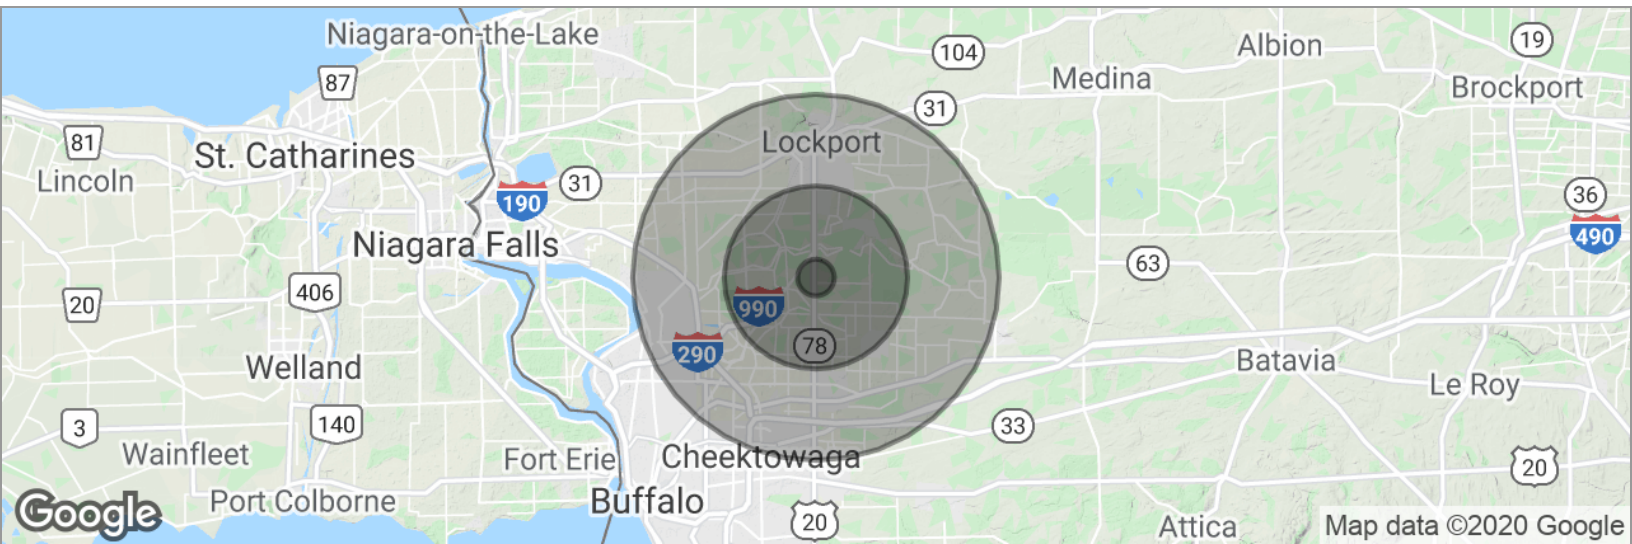 Niagara-on-the-Lake
104
Albion
19
87
Medina
Brockport
31
81
Lockport
St. Catharines
Lincoln
31
190
36
490
Niagara Falls
63
406
20
990
78
290
Welland
Batavia
Le Roy
3
140
33
Wainfleet
Fort Erie
Cheektowaga
20
Port Colborne
Buffalo
Google
20
Attica
Map data ©2020 Google